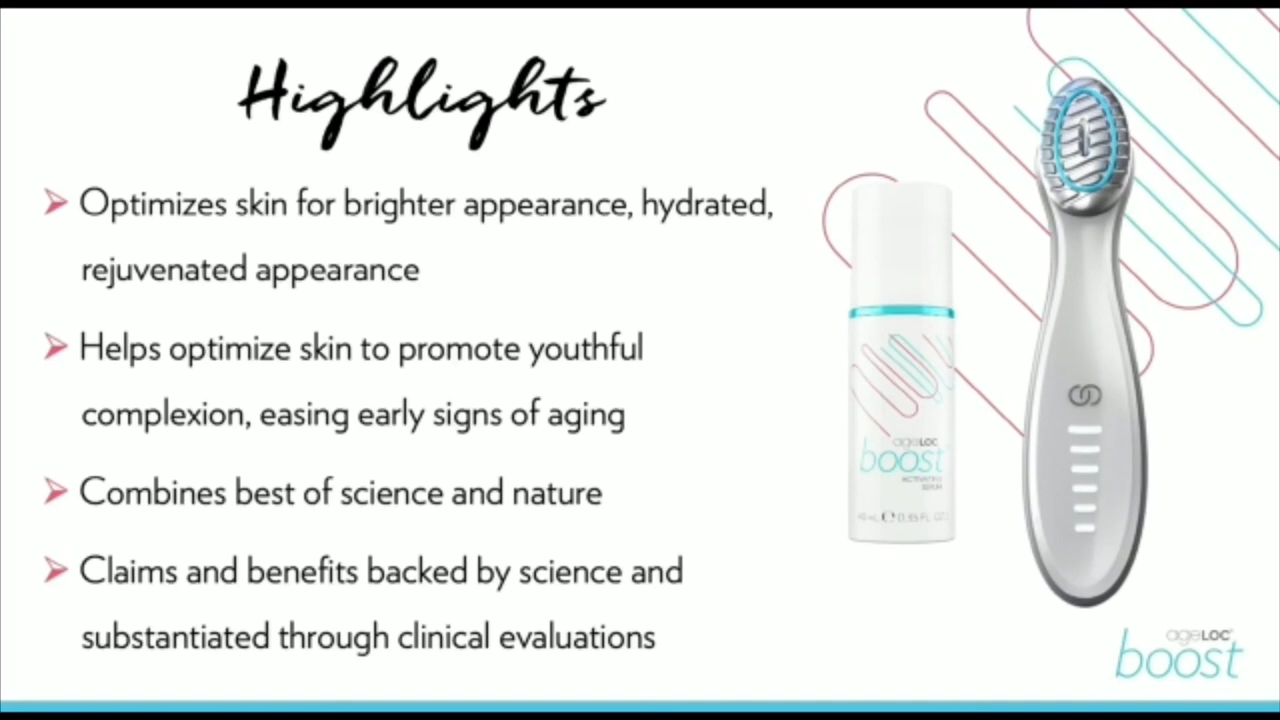 Highlights
Optimizes skin for brighter appearance, hydrated,
rejuvenated appearance
Helps optimize skin to promote youthful
complexion, easing early signs of aging
Combines best of science and nature
Claims and benefits backed by science and
substantiated through clinical evaluations
ageLOC
boost
ACTIVATING
SERUM
ageLOC
boost